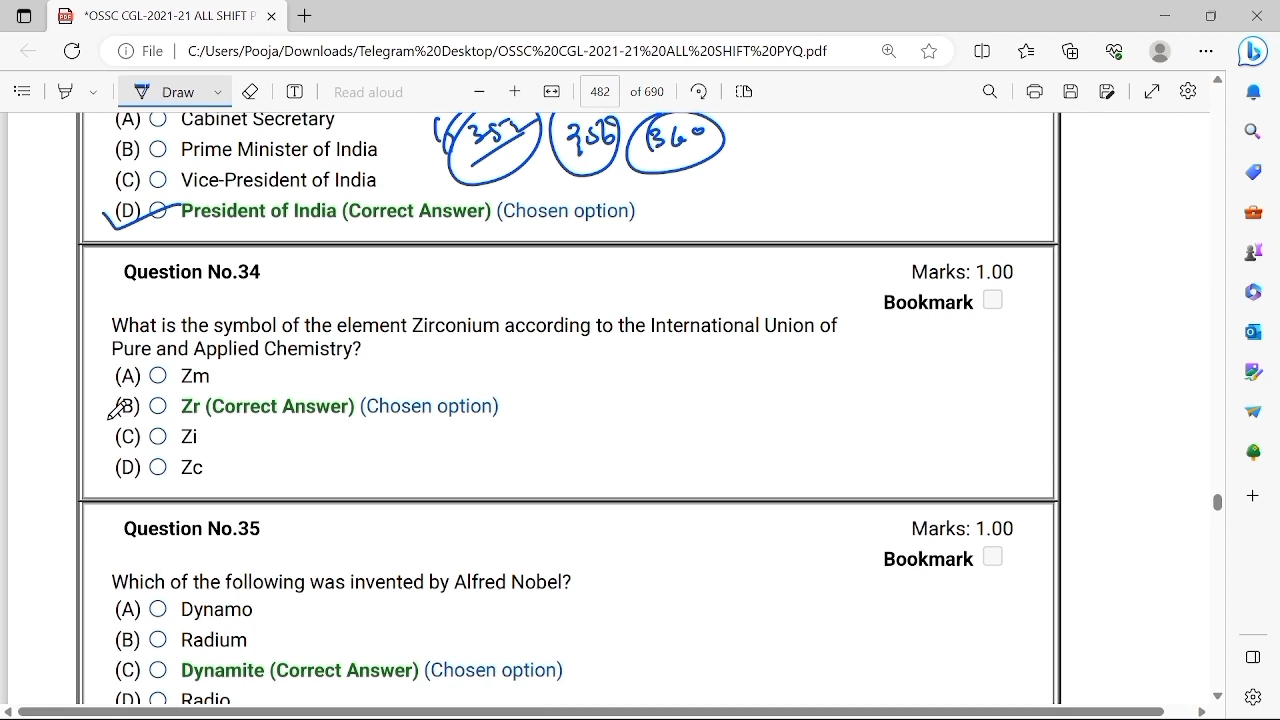 *OSSC CGL-2021-21 ALL SHIFT P
File
C:/Users/Pooja/Downloads/Telegram%20Desktop/OSSC%20CGL-2021-21%20ALL%20SHIFT%20PYQ.pdf
Draw
Read aloud
482 of 690
(A) Cabinet Secretary
352 356 360
(B) Prime Minister of India
(C) Vice-President of India
(D) President of India (Correct Answer) (Chosen option)
Question No.34 Marks: 1.00
Bookmark
What is the symbol of the element Zirconium according to the International Union of
Pure and Applied Chemistry?
(A) Zm
(B) Zr (Correct Answer) (Chosen option)
(C) Zi
(D) Zc
Question No.35 Marks: 1.00
Bookmark
Which of the following was invented by Alfred Nobel?
(A) Dynamo
(B) Radium
(C) Dynamite (Correct Answer) (Chosen option)
(D) Radio